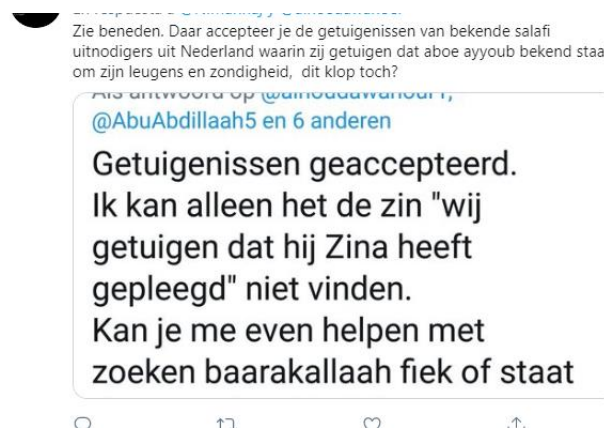 Zie beneden. Daar accepteer je de getuigenissen van bekende salafi
uitnodigers uit Nederland waarin zij getuigen dat aboe ayyoub bekend staa
om zijn leugens en zondigheid, dit klop toch?
Als antwoord op
@AbuAbdillaah5 en 6 anderen
Getuigenissen geaccepteerd.
Ik kan alleen het de zin "wij
getuigen dat hij Zina heeft
gepleegd" niet vinden.
Kan je me even helpen met
zoeken baarakallaah fiek of staat